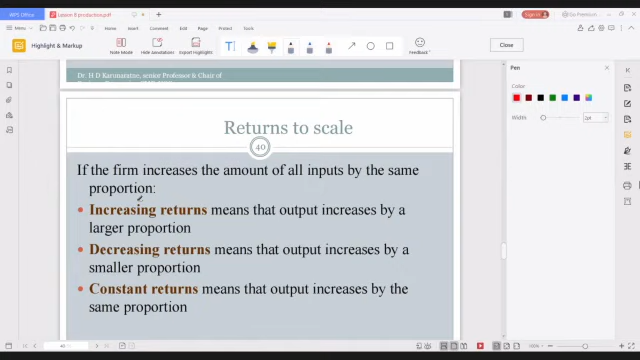 WPS Office
Lesson 8 production.pdf
Sign in
Go Premium
Menu
Home
Insert
Comment
Edit
Page
Protect
Tools
Highlight & Markup
Note Mode
Hide Annotations
Export Highlights
Feedback
Close
Dr. H D Karunaratne, senior Professor & Chair of
Pen
Color
Width
Returns to scale
40
If the firm increases the amount of all inputs by the same
proportion:
• Increasing returns means that output increases by a
larger proportion
• Decreasing returns means that output increases by a
smaller proportion
• Constant returns means that output increases by the
same proportion
100%